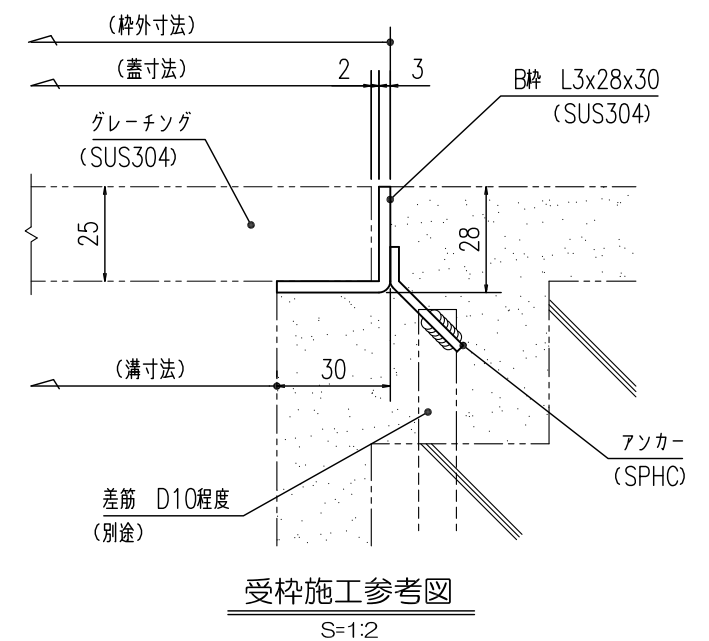 (枠外寸法)
(蓋寸法)
2
3
B枠 L3x28x30
(SUS304)
グレーチング
(SUS304)
25
28
(溝寸法)
30
アンカー
(SPHC)
差筋 D10程度
(別途)
受枠施工参考図
S=1:2